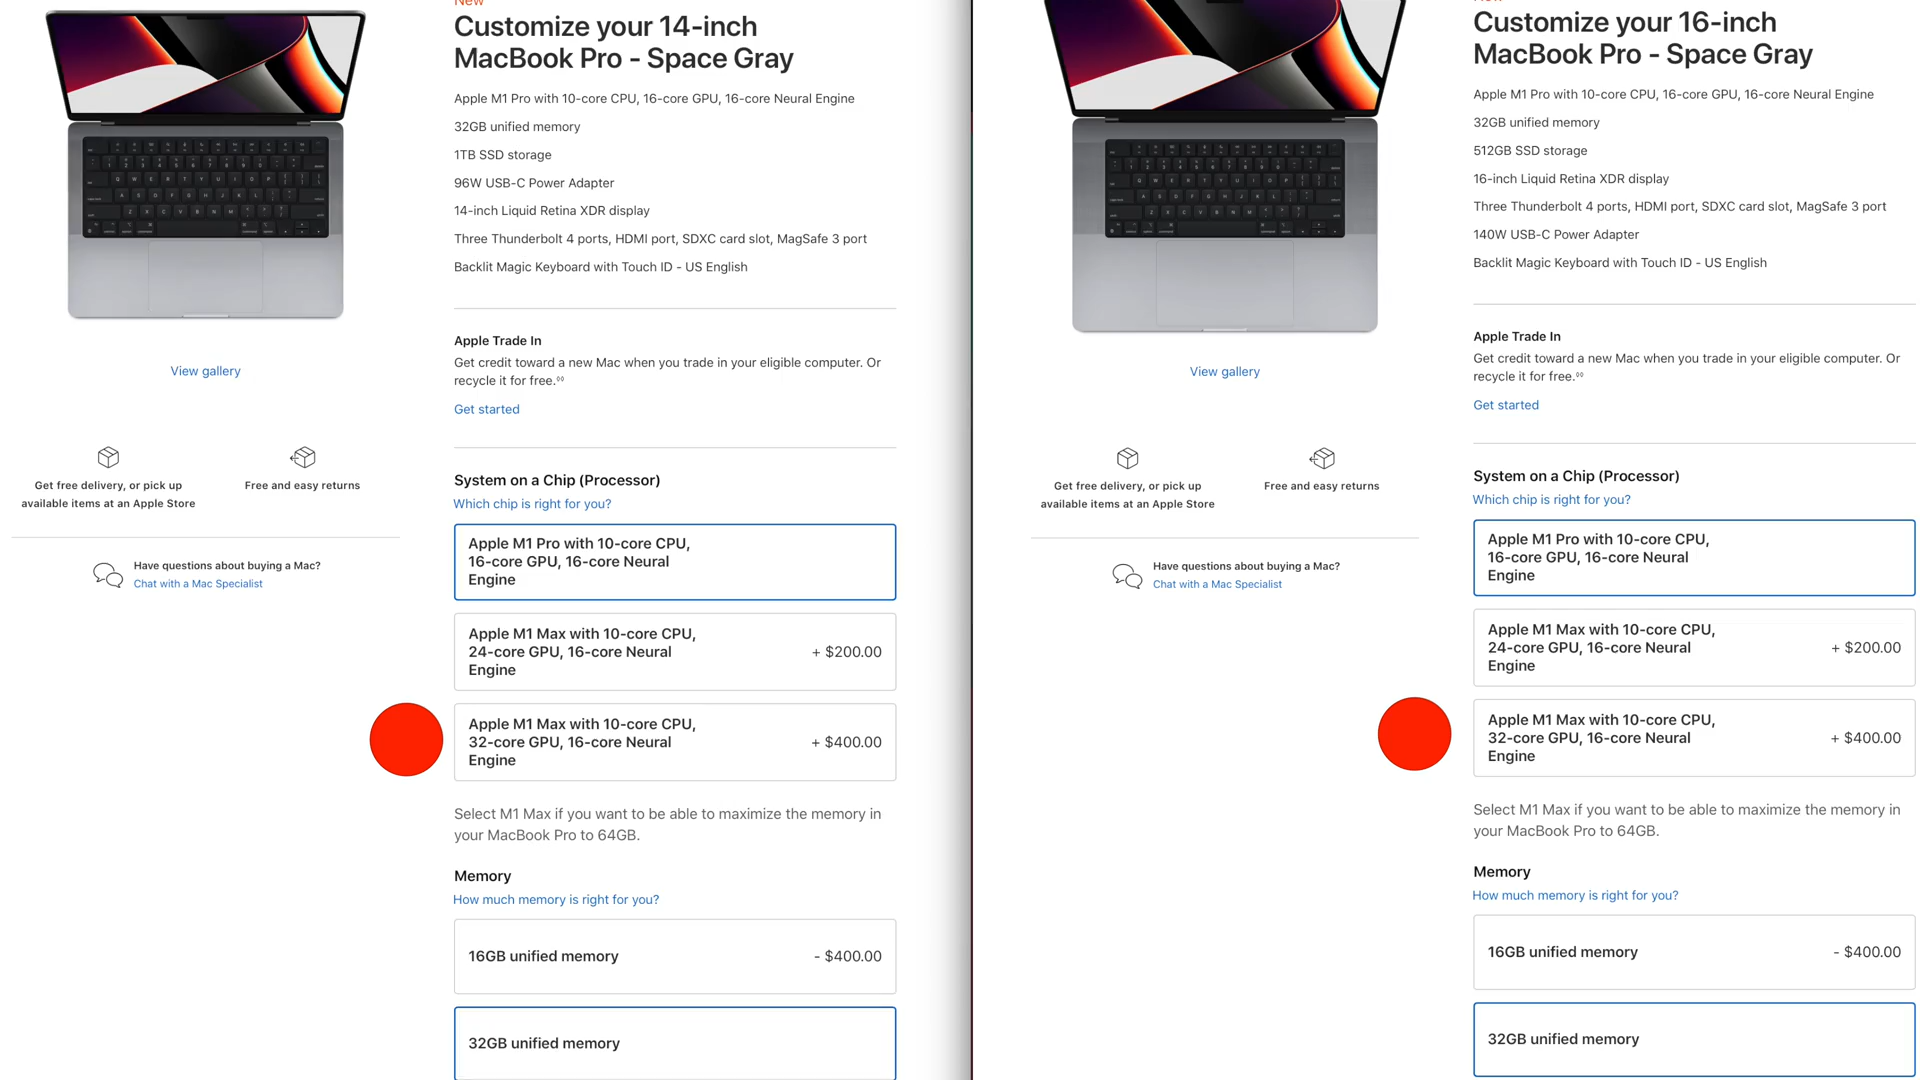 New
Customize your 14-inch
MacBook Pro - Space Gray
Apple M1 Pro with 10-core CPU, 16-core GPU, 16-core Neural Engine
32GB unified memory
1TB SSD storage
96W USB-C Power Adapter
14-inch Liquid Retina XDR display
Three Thunderbolt 4 ports, HDMI port, SDXC card slot, MagSafe 3 port
Backlit Magic Keyboard with Touch ID - US English
View gallery
Apple Trade In
Get credit toward a new Mac when you trade in your eligible computer. Or
recycle it for free.◊◊
Get started
Get free delivery, or pick up
available items at an Apple Store
Free and easy returns
Have questions about buying a Mac?
Chat with a Mac Specialist
System on a Chip (Processor)
Which chip is right for you?
Apple M1 Pro with 10-core CPU,
16-core GPU, 16-core Neural
Engine
Apple M1 Max with 10-core CPU,
24-core GPU, 16-core Neural
Engine
+ $200.00
Apple M1 Max with 10-core CPU,
32-core GPU, 16-core Neural
Engine
+ $400.00
Select M1 Max if you want to be able to maximize the memory in
your MacBook Pro to 64GB.
Memory
How much memory is right for you?
16GB unified memory
- $400.00
32GB unified memory
Customize your 16-inch
MacBook Pro - Space Gray
Apple M1 Pro with 10-core CPU, 16-core GPU, 16-core Neural Engine
32GB unified memory
512GB SSD storage
16-inch Liquid Retina XDR display
Three Thunderbolt 4 ports, HDMI port, SDXC card slot, MagSafe 3 port
140W USB-C Power Adapter
Backlit Magic Keyboard with Touch ID - US English
View gallery
Apple Trade In
Get credit toward a new Mac when you trade in your eligible computer. Or
recycle it for free.◊◊
Get started
Get free delivery, or pick up
available items at an Apple Store
Free and easy returns
Have questions about buying a Mac?
Chat with a Mac Specialist
System on a Chip (Processor)
Which chip is right for you?
Apple M1 Pro with 10-core CPU,
16-core GPU, 16-core Neural
Engine
Apple M1 Max with 10-core CPU,
24-core GPU, 16-core Neural
Engine
+ $200.00
Apple M1 Max with 10-core CPU,
32-core GPU, 16-core Neural
Engine
+ $400.00
Select M1 Max if you want to be able to maximize the memory in
your MacBook Pro to 64GB.
Memory
How much memory is right for you?
16GB unified memory
- $400.00
32GB unified memory